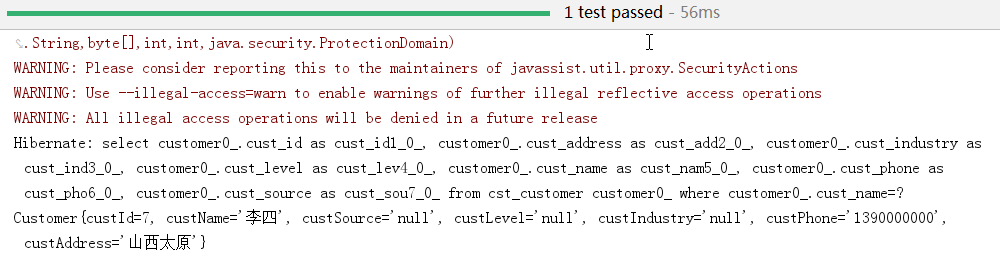 1 test passed - 56ms
.String,byte[],int,int,java.security.ProtectionDomain)
WARNING: Please consider reporting this to the maintainers of javassist.util.proxy.SecurityActions
WARNING: Use --illegal-access=warn to enable warnings of further illegal reflective access operations
WARNING: All illegal access operations will be denied in a future release
Hibernate: select customer0_.cust_id as cust_id1_0_, customer0_.cust_address as cust_add2_0_, customer0_.cust_industry as
cust_ind3_0_, customer0_.cust_level as cust_lev4_0_, customer0_.cust_name as cust_nam5_0_, customer0_.cust_phone as
cust_pho6_0_, customer0_.cust_source as cust_sou7_0_ from cst_customer customer0_ where customer0_.cust_name=?
Customer{custId=7, custName='李四', custSource='null', custLevel='null', custIndustry='null', custPhone='1390000000',
custAddress='山西太原'}